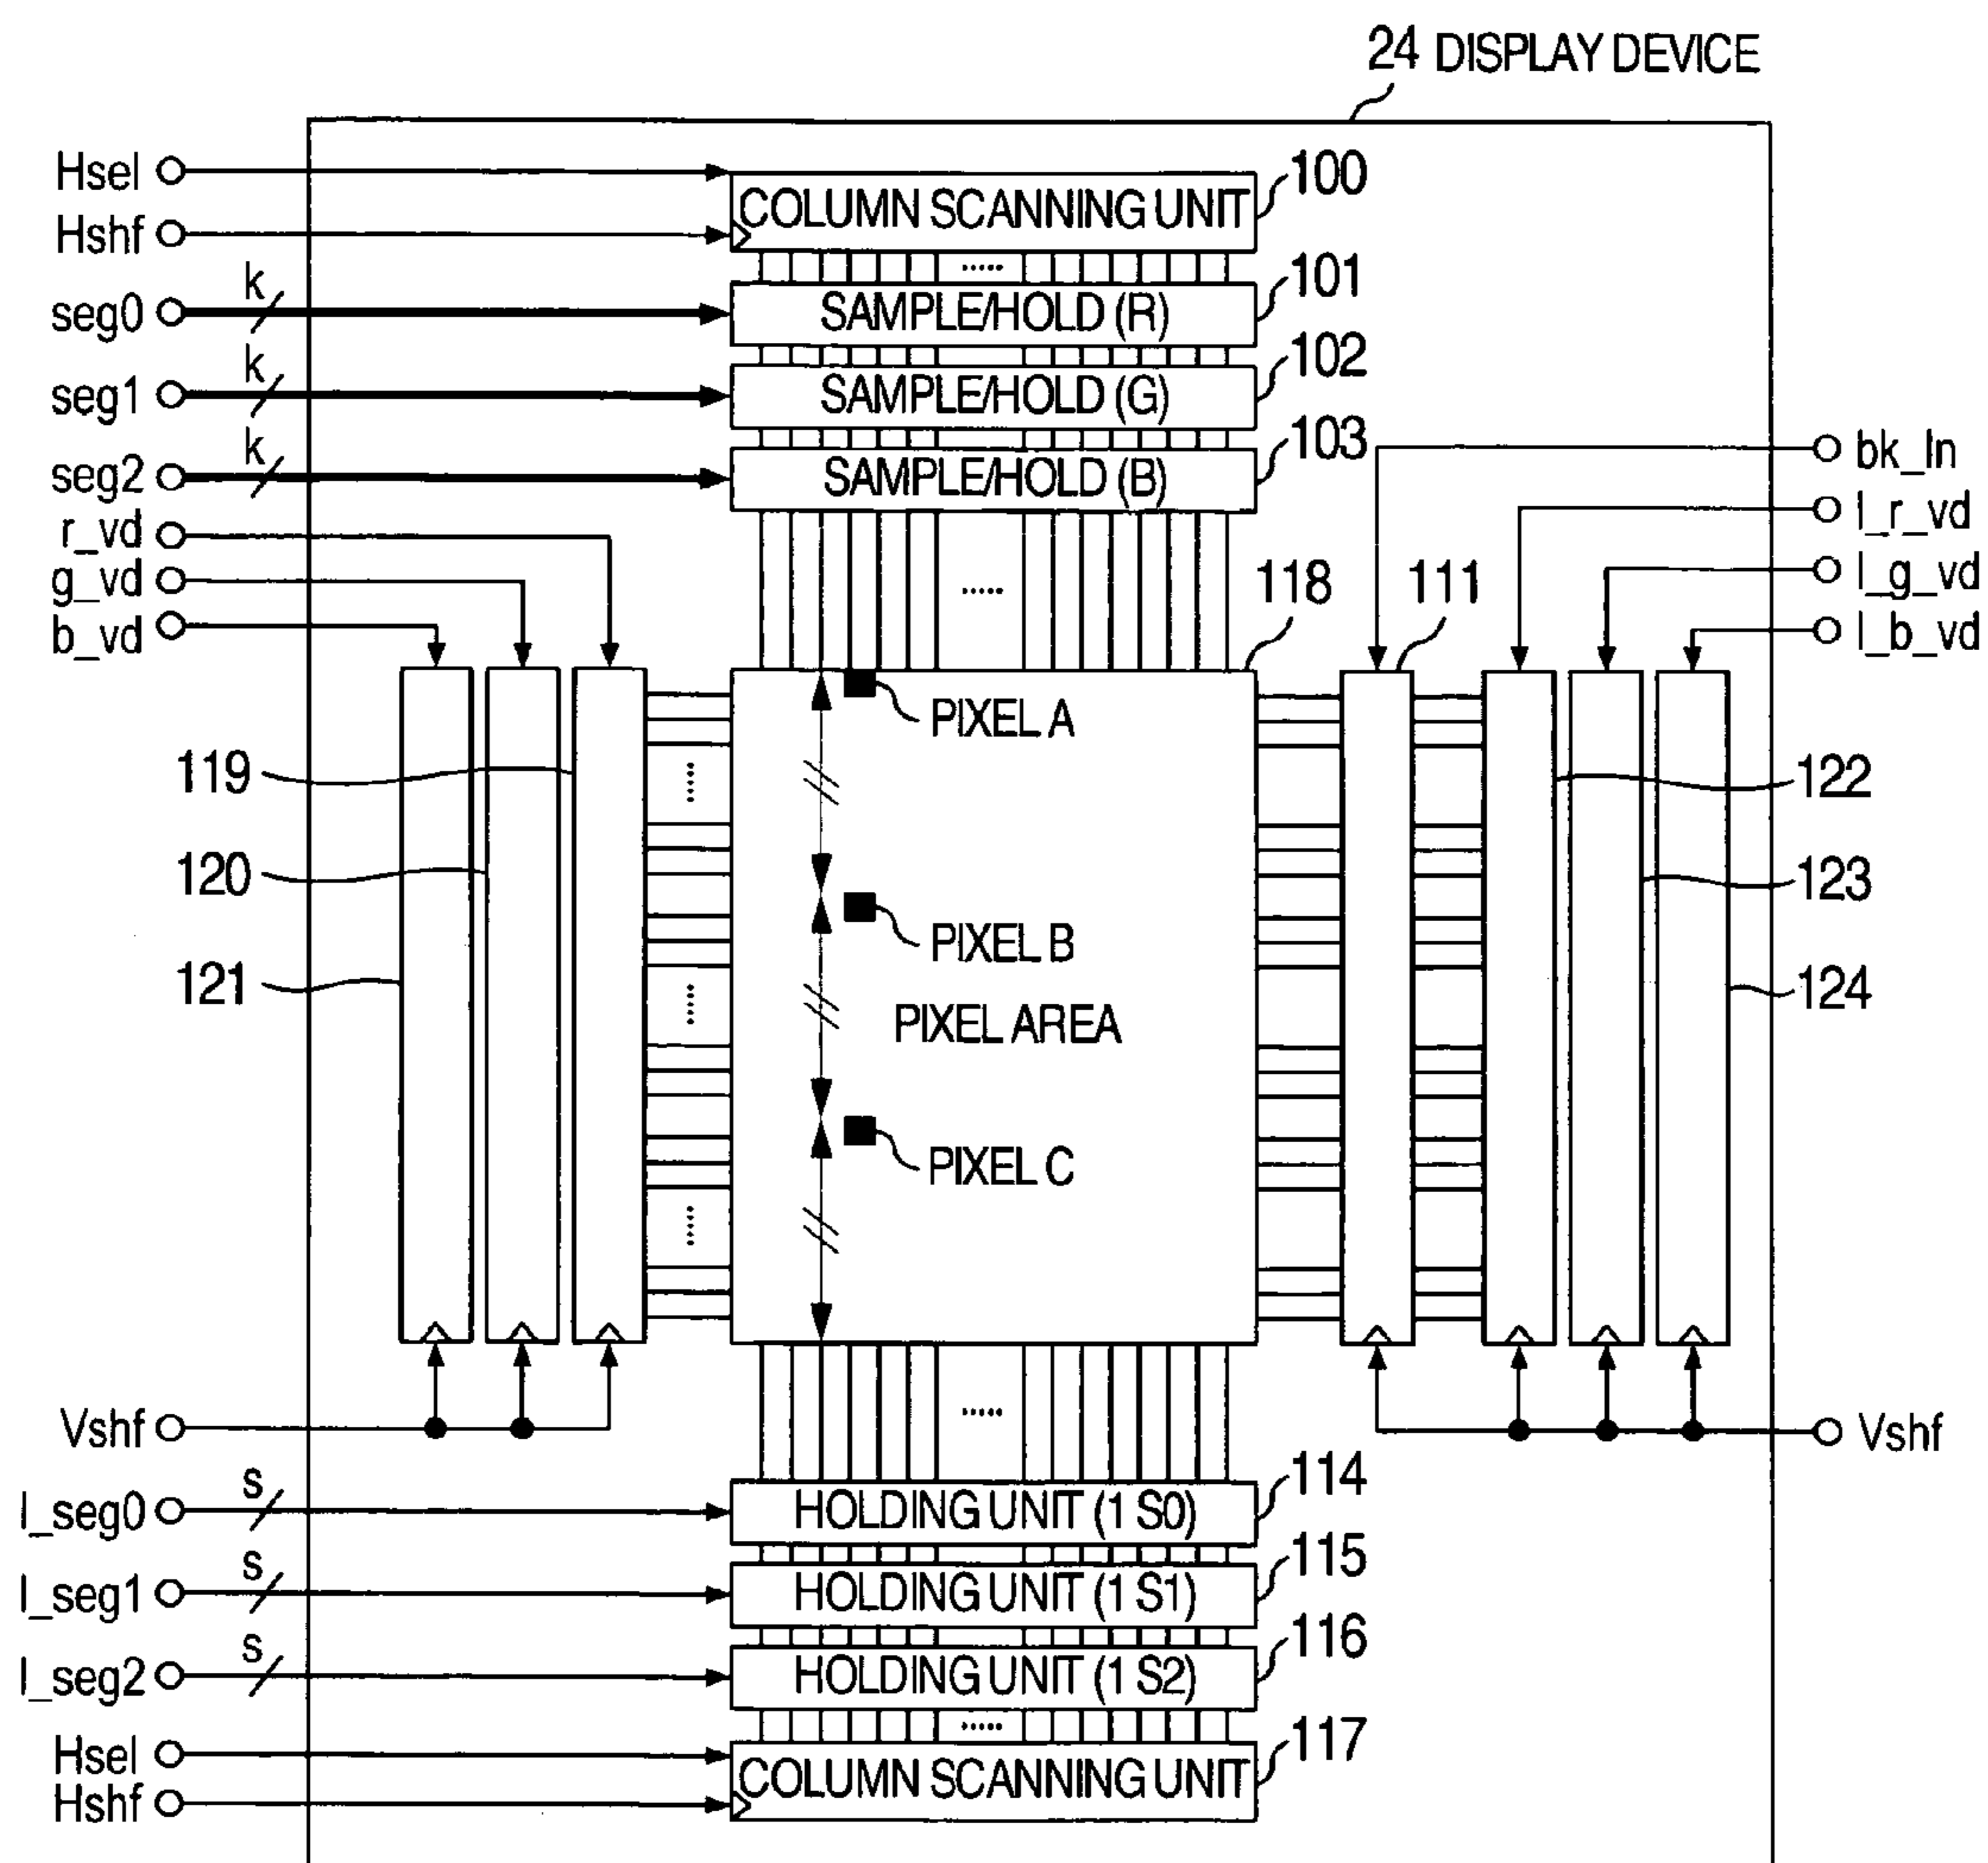 24 DISPLAY DEVICE
Hsel
COLUMN SCANNING UNIT
100
Hshf
seg0
k
SAMPLE/HOLD (R)
101
seg1
k
SAMPLE/HOLD (G)
102
seg2
k
SAMPLE/HOLD (B)
103
r_vd
g_vd
b_vd
bk_ln
l_r_vd
l_g_vd
l_b_vd
118
111
PIXEL A
119
122
120
PIXEL B
123
121
PIXEL AREA
124
PIXEL C
Vshf
Vshf
l_seg0
s
HOLDING UNIT (1 S0)
114
l_seg1
s
HOLDING UNIT (1 S1)
115
l_seg2
s
HOLDING UNIT (1 S2)
116
Hsel
COLUMN SCANNING UNIT
117
Hshf